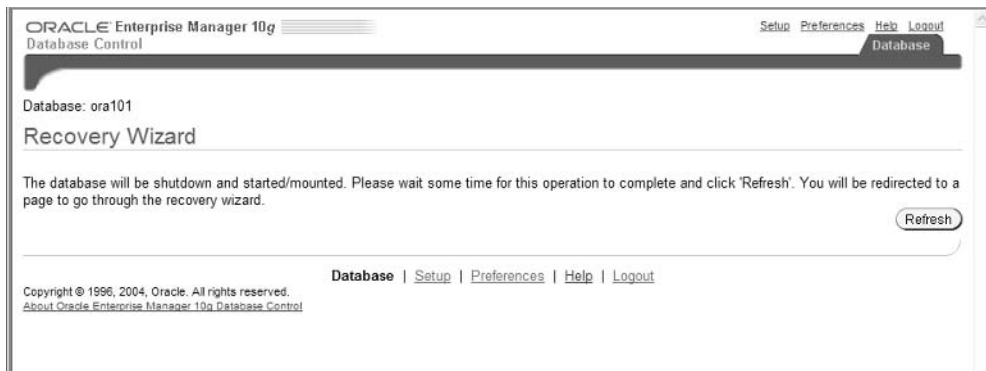 ORACLE Enterprise Manager 10g
Database Control
Setup Preferences Help Logout
Database
Database: ora101
Recovery Wizard
The database will be shutdown and started/mounted. Please wait some time for this operation to complete and click 'Refresh'. You will be redirected to a
page to go through the recovery wizard.
Refresh
Database | Setup | Preferences | Help | Logout
Copyright © 1996, 2004, Oracle. All rights reserved.
About Oracle Enterprise Manager 10g Database Control